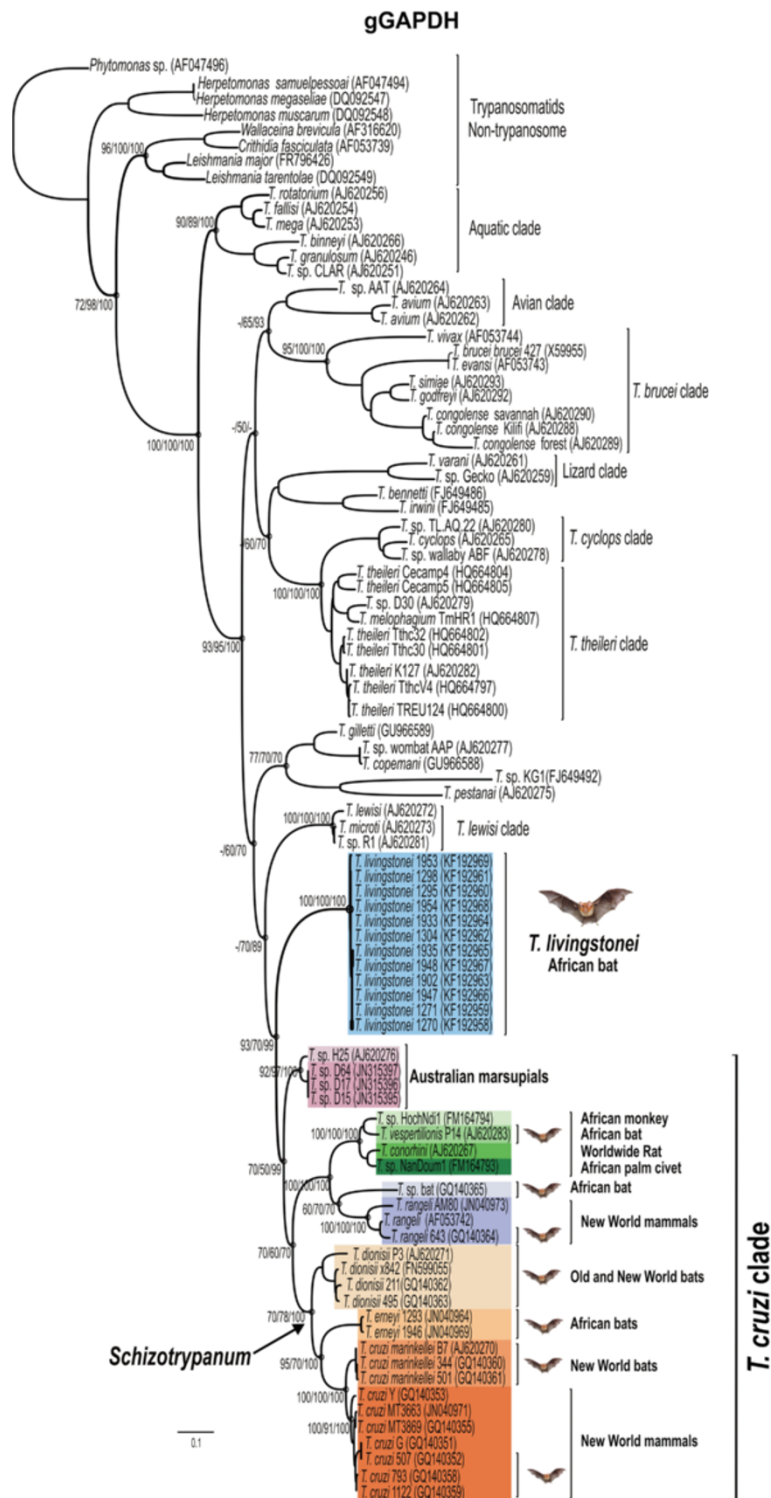 gGAPDH
Phytomonas sp. (AF047496)
Herpetomonas samuelpessoai (AF047494)
Herpetomonas megaseliae (DQ092547)
Herpetomonas muscarum (DQ092548)
Trypanosomatids
Non-trypanosome
Wallaceina brevicula (AF316620)
96/100/100
Crithidia fasciculata (AF053739)
Leishmania major (FR796426)
Leishmania tarentolae (DQ092549)
T. rotatorium (AJ620256)
T. fallisi (AJ620254)
90/89/100
T. mega (AJ620253)
Aquatic clade
T. binneyi (AJ620266)
T. granulosum (AJ620246)
T. sp. CLAR (AJ620251)
T. sp. AAT (AJ620264)
72/98/100
T. avium (AJ620263)
Avian clade
T. avium (AJ620262)
-/65/93
T. vivax (AF053744)
95/100/100
T. brucei brucei 427 (X59955)
T. evansi (AF053743)
T. simiae (AJ620293)
T. brucei clade
T. godfreyi (AJ620292)
T. congolense savannah (AJ620290)
-/50/-
T. congolense Kilifi (AJ620288)
100/100/100
T. congolense forest (AJ620289)
T. varani (AJ620261)
Lizard clade
T. sp. Gecko (AJ620259)
T. bennetti (FJ649486)
T. irwini (FJ649485)
T. sp. TL.AQ.22 (AJ620280)
T. cyclops (AJ620265)
T. cyclops clade
-/60/70
T. sp. wallaby ABF (AJ620278)
T. theileri Cecamp4 (HQ664804)
100/100/100
T. theileri Cecamp5 (HQ664805)
T. sp. D30 (AJ620279)
T. melophagium TmHR1 (HQ664807)
T. theileri Tthc32 (HQ664802)
T. theileri clade
93/95/100
T. theileri Tthc30 (HQ664801)
T. theileri K127 (AJ620282)
T. theileri TthcV4 (HQ664797)
T. theileri TREU124 (HQ664800)
T. gilletti (GU966589)
T. sp. wombat AAP (AJ620277)
77/70/70
T. copemani (GU966588)
T. sp. KG1(FJ649492)
T. pestanai (AJ620275)
T. lewisi (AJ620272)
100/100/100
T. microti (AJ620273)
T. lewisi clade
T. sp. R1 (AJ620281)
-/60/70
T. livingstonei 1953 (KF192969)
T. livingstonei 1298 (KF192961)
T. livingstonei 1295 (KF192960)
100/100/100
T. livingstonei 1954 (KF192968)
T. livingstonei 1933 (KF192964)
T. livingstonei 1304 (KF192962)
T. livingstonei
African bat
-/70/89
T. livingstonei 1935 (KF192965)
T. livingstonei 1948 (KF192967)
T. livingstonei 1902 (KF192963)
T. livingstonei 1947 (KF192966)
T. livingstonei 1271 (KF192959)
T. livingstonei 1270 (KF192958)
93/70/99
T. sp. H25 (AJ620276)
92/97/100
T. sp. D64 (JN315397)
T. sp. D17 (JN315396)
Australian marsupials
T. sp. D15 (JN315395)
T. sp. HochNdi1 (FM164794)
African monkey
100/100/100
T. vespertilionis P14 (AJ620283)
African bat
T. conorhini (AJ620267)
Worldwide Rat
T. sp. NanDoum1 (FM164793)
African palm civet
70/50/99
100/100/100
T. sp. bat (GQ140365)
African bat
60/70/70
T. rangeli AM80 (JN040973)
T. rangeli (AF053742)
New World mammals
100/100/100
T. rangeli 643 (GQ140364)
70/60/70
T. dionisii P3 (AJ620271)
T. dionisii x842 (FN599055)
Old and New World bats
T. dionisii 211(GQ140362)
T. dionisii 495 (GQ140363)
70/78/100
T. erneyi 1293 (JN040964)
African bats
T. erneyi 1946 (JN040969)
Schizotrypanum
T. cruzi marinkellei B7 (AJ620270)
95/70/100
T. cruzi marinkellei 344 (GQ140360)
New World bats
T. cruzi marinkellei 501 (GQ140361)
100/100/100
T. cruzi Y (GQ140353)
T. cruzi MT3663 (JN040971)
100/91/100
T. cruzi MT3869 (GQ140355)
T. cruzi G (GQ140351)
New World mammals
T. cruzi 507 (GQ140352)
0.1
T. cruzi 793 (GQ140358)
T. cruzi 1122 (GQ140359)
T. cruzi clade